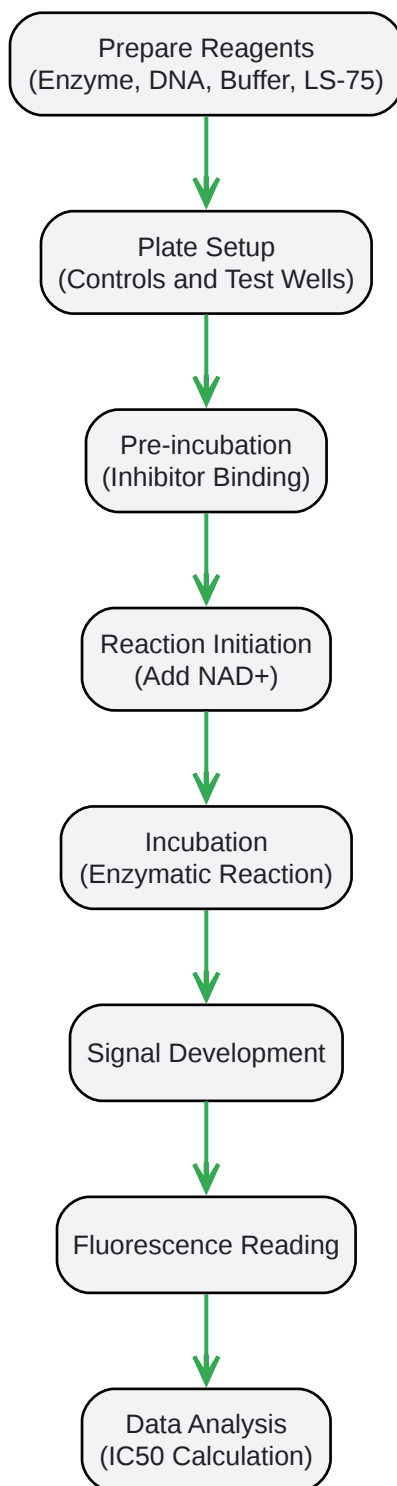 Prepare Reagents
(Enzyme, DNA, Buffer, LS-75)
Plate Setup
(Controls and Test Wells)
Pre-incubation
(Inhibitor Binding)
Reaction Initiation
(Add NAD+)
Incubation
(Enzymatic Reaction)
Signal Development
Fluorescence Reading
Data Analysis
(IC50 Calculation)